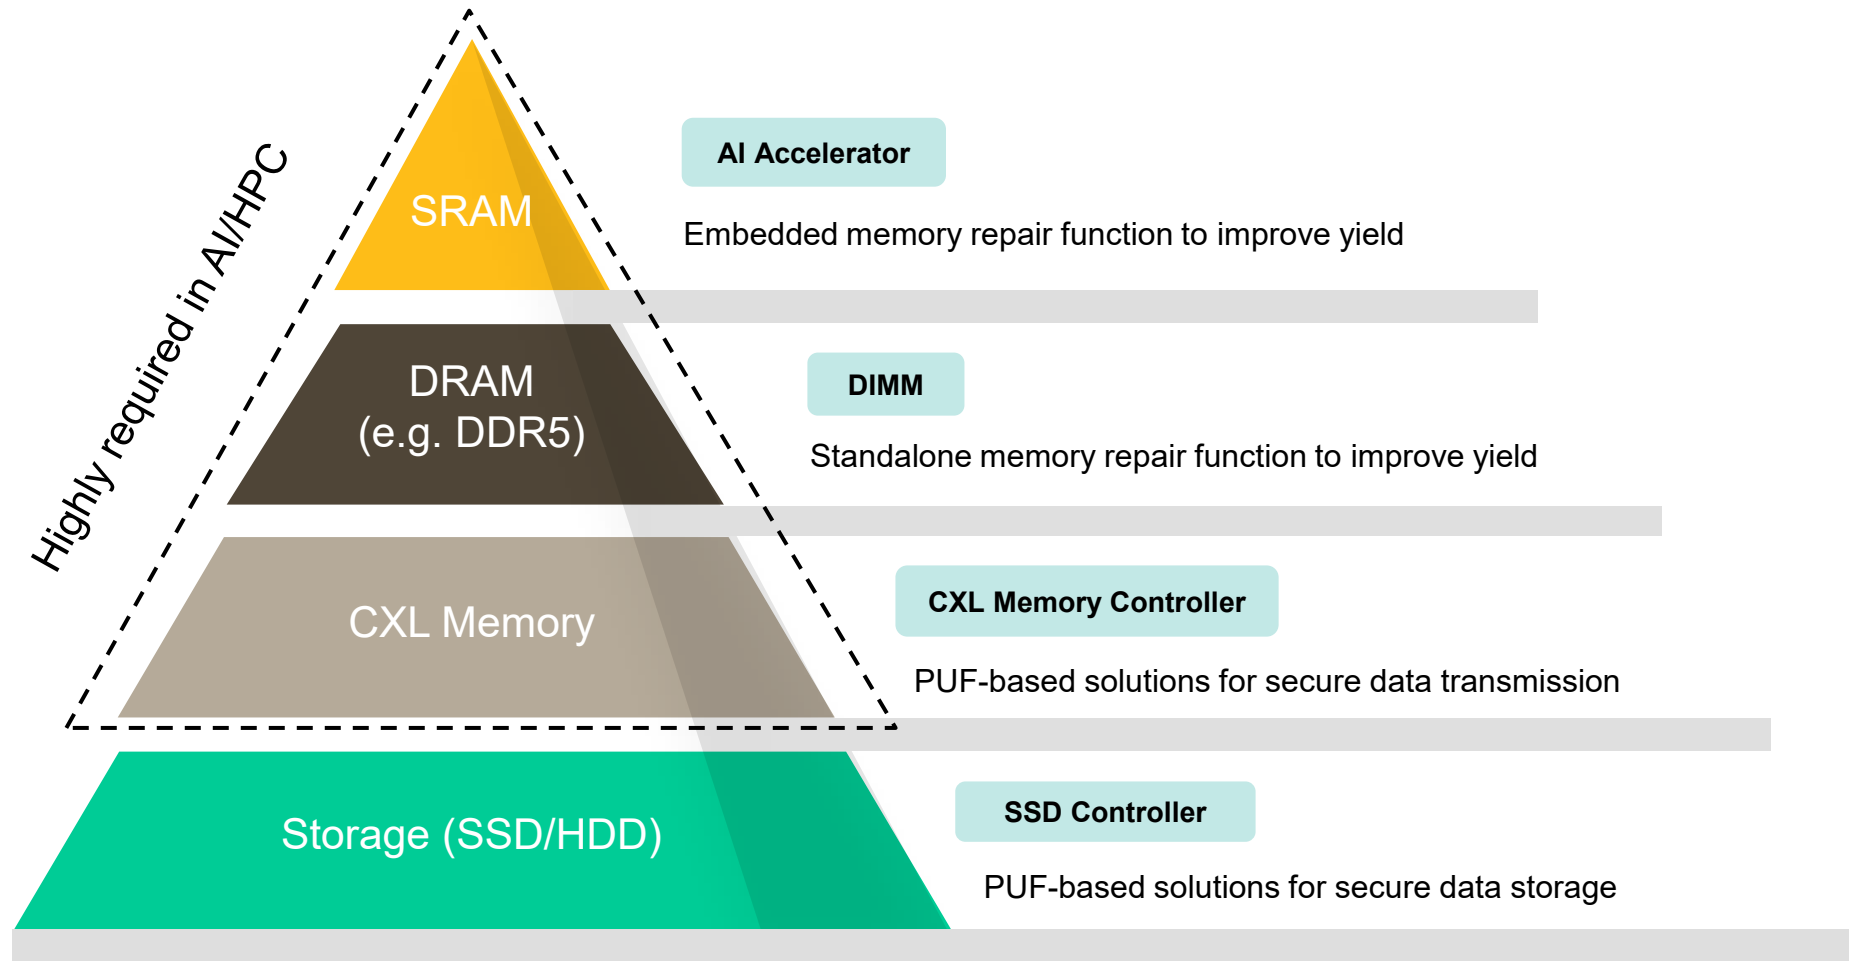 Highly required in AI/HPC
SRAM
AI Accelerator
Embedded memory repair function to improve yield
DRAM
(e.g. DDR5)
DIMM
Standalone memory repair function to improve yield
CXL Memory
CXL Memory Controller
PUF-based solutions for secure data transmission
Storage (SSD/HDD)
SSD Controller
PUF-based solutions for secure data storage